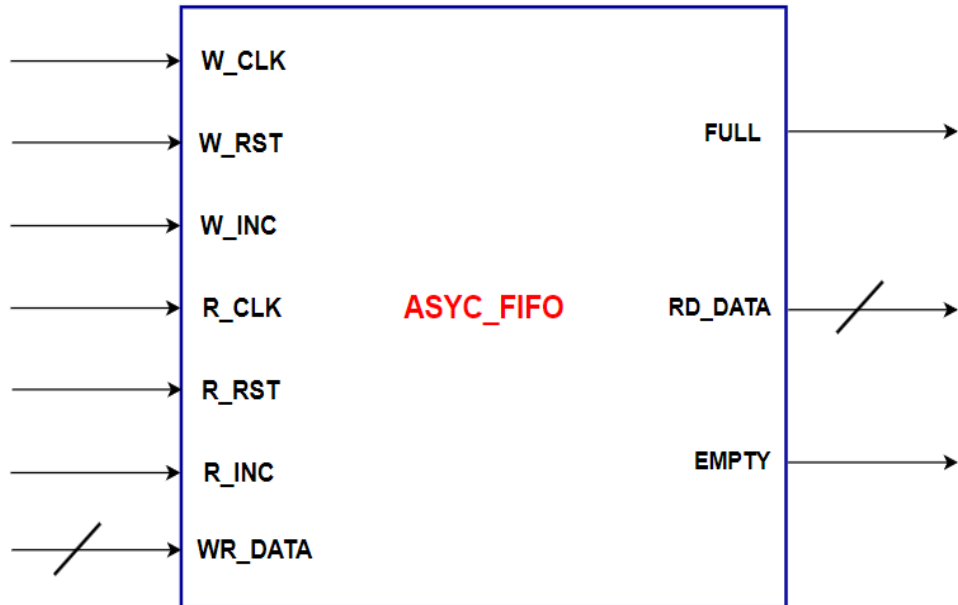 W_CLK
W_RST
FULL
W_INC
R_CLK
ASYC_FIFO
RD_DATA
R_RST
R_INC
EMPTY
WR_DATA